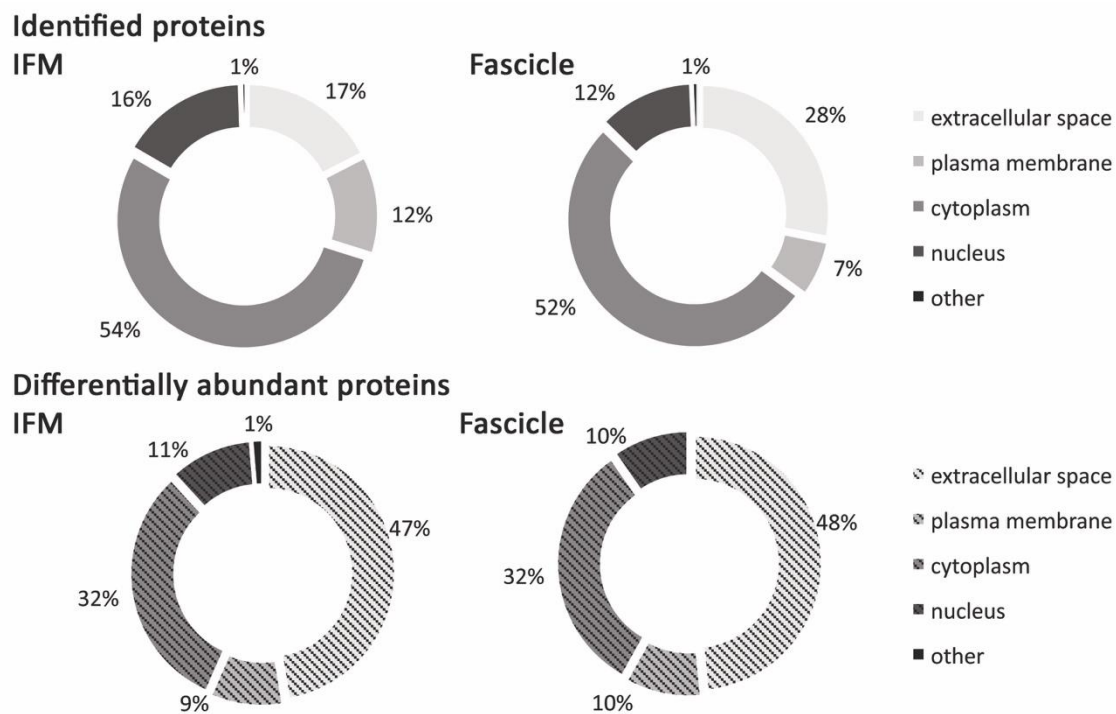 Identified proteins
IFM
Fascicle
1%
17%
12%
54%
16%
1%
28%
7%
52%
12%
extracellular space
plasma membrane
cytoplasm
nucleus
other
Differentially abundant proteins
IFM
Fascicle
1%
47%
9%
32%
11%
48%
10%
32%
10%
extracellular space
plasma membrane
cytoplasm
nucleus
other